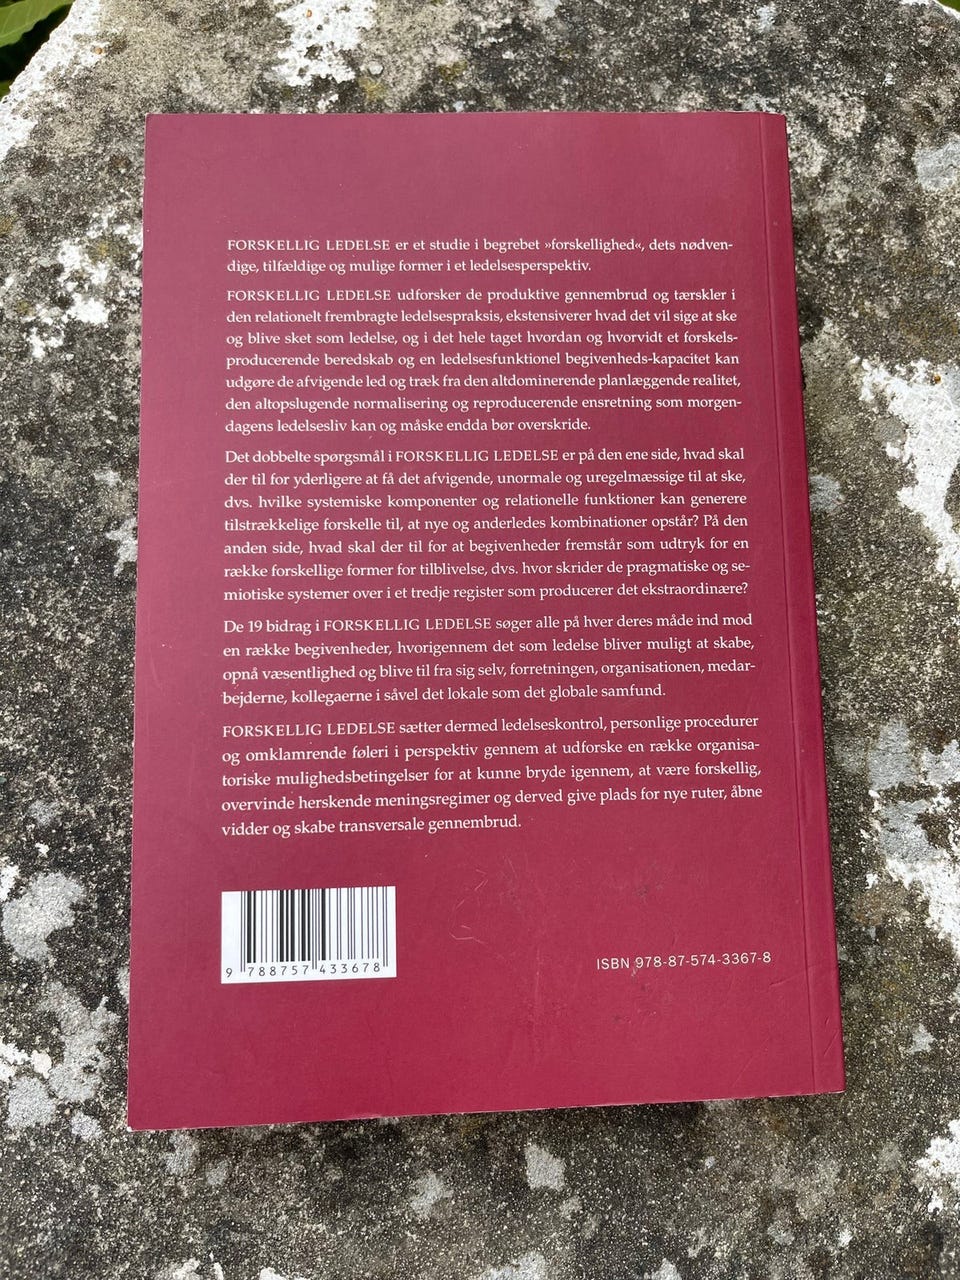 FORSKELLIG LEDELSE er et studie i begrebet »forskellighed«, dets nødven-
dige, tilfældige og mulige former i et ledelsesperspektiv.
FORSKELLIG LEDELSE udforsker de produktive gennembrud og tærskler i
den relationelt frembragte ledelsespraksis, ekstensiverer hvad det vil sige at ske
og blive sket som ledelse, og i det hele taget hvordan og hvorvidt et forskels-
producerende beredskab og en ledelsesfunktionel begivenheds-kapacitet kan
udgøre de afvigende led og træk fra den altdominerende planlæggende realitet,
den altopslugende normalisering og reproducerende ensretning som morgen-
dagens ledelsesliv kan og måske endda bør overskride.
Det dobbelte spørgsmål i FORSKELLIG LEDELSE er på den ene side, hvad skal
der til for yderligere at få det afvigende, unormale og uregelmæssige til at ske,
dvs. hvilke systemiske komponenter og relationelle funktioner kan generere
tilstrækkelige forskelle til, at nye og anderledes kombinationer opstår? På den
anden side, hvad skal der til for at begivenheder fremstår som udtryk for en
række forskellige former for tilblivelse, dvs. hvor skrider de pragmatiske og se-
miotiske systemer over i et tredje register som producerer det ekstraordinære?
De 19 bidrag i FORSKELLIG LEDELSE søger alle på hver deres måde ind mod
en række begivenheder, hvorigennem det som ledelse bliver muligt at skabe,
opnå væsentlighed og blive til fra sig selv, forretningen, organisationen, medar-
bejderne, kollegaerne i såvel det lokale som det globale samfund.
FORSKELLIG LEDELSE sætter dermed ledelseskontrol, personlige procedurer
og omklamrende føleri i perspektiv gennem at udforske en række organisa-
toriske mulighedsbetingelser for at kunne bryde igennem, at være forskellig,
overvinde herskende meningsregimer og derved give plads for nye ruter, åbne
vidder og skabe transversale gennembrud.
9 788757 433678
ISBN 978-87-574-3367-8